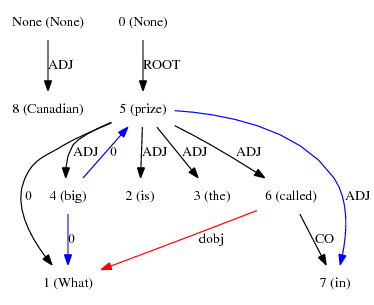 None (None) 0 (None)
ADJ ROOT
8 (Canadian) 5 (prize)
ADJ 0 ADJ ADJ ADJ
0 4 (big) 2 (is) 3 (the) 6 (called) ADJ
0 dobj CO
1 (What) 7 (in)